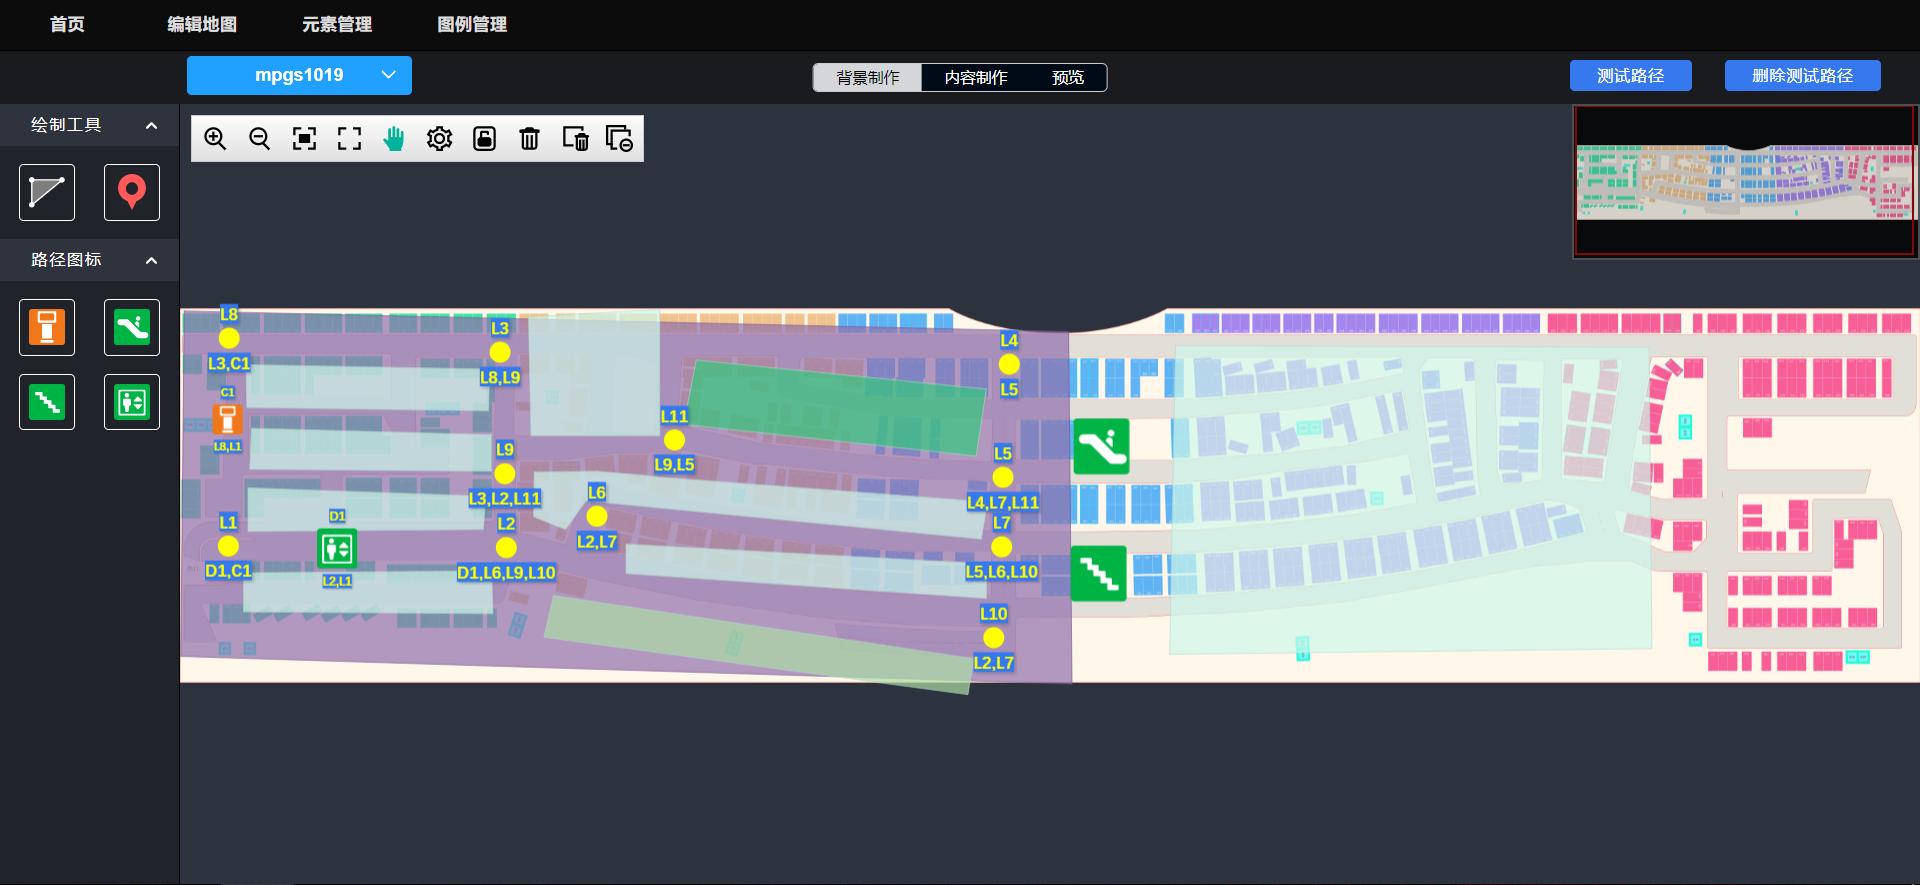 首页 编辑地图 元素管理 图例管理
mpgs1019 背景制作 内容制作 预览 测试路径 删除测试路径
绘制工具
路径图标
L8
L3,C1
C1
L8,L1
L1
D1,C1
D1
L2,L1
L3
L8,L9
L9
L3,L2,L11
L2
D1,L6,L9,L10
L6
L2,L7
L11
L9,L5
L4
L5
L5
L4,L7,L11
L7
L5,L6,L10
L10
L2,L7